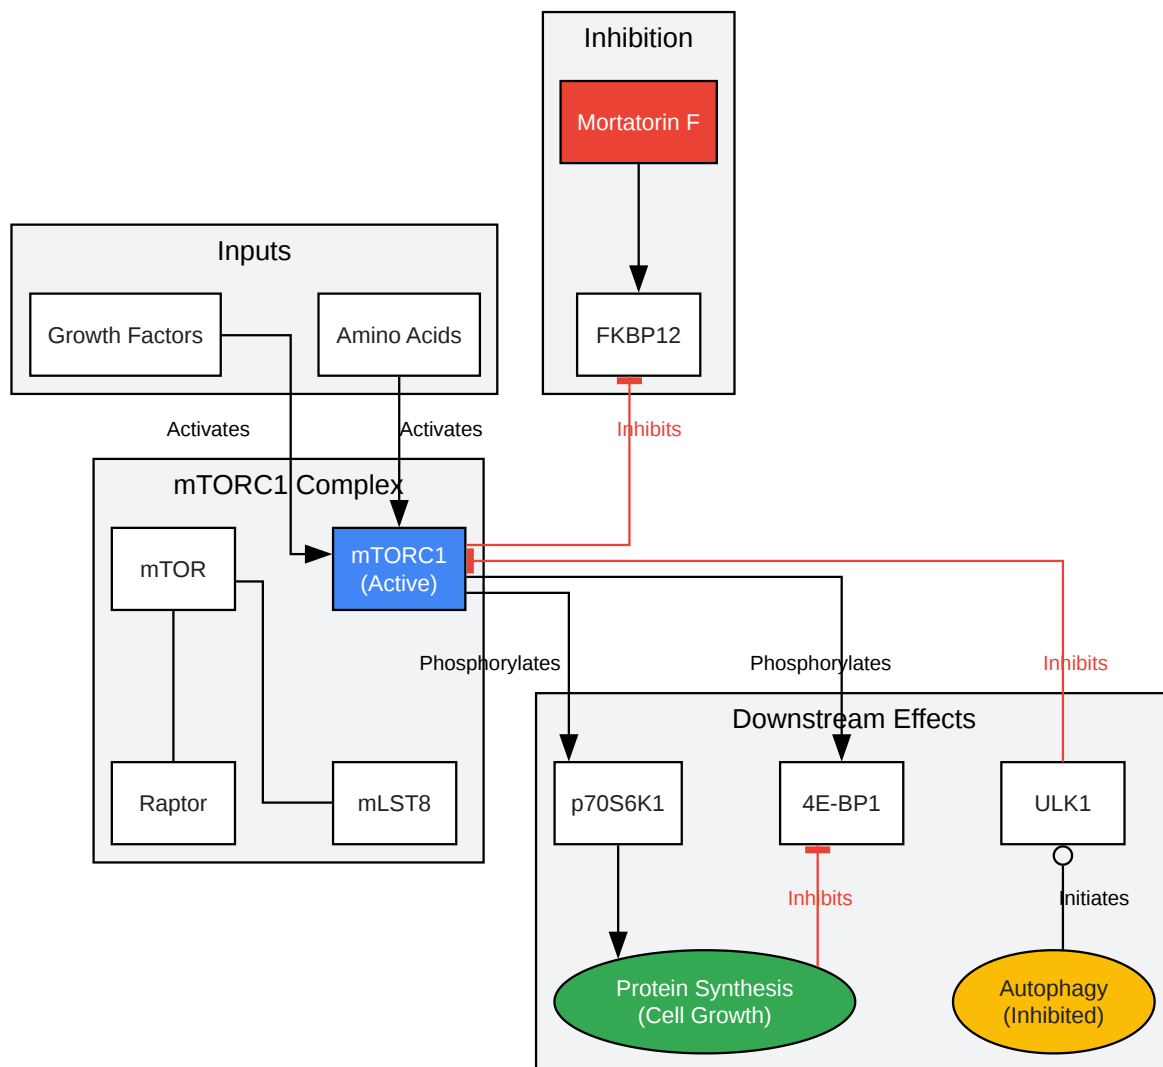 Inhibition
Mortatorin F
Inputs
Growth Factors
Amino Acids
FKBP12
Activates
Activates
Inhibits
mTORC1 Complex
mTOR
mTORC1
(Active)
Phosphorylates
Phosphorylates
Inhibits
Downstream Effects
Raptor
mLST8
p70S6K1
4E-BP1
ULK1
Inhibits
Initiates
Protein Synthesis
(Cell Growth)
Autophagy
(Inhibited)